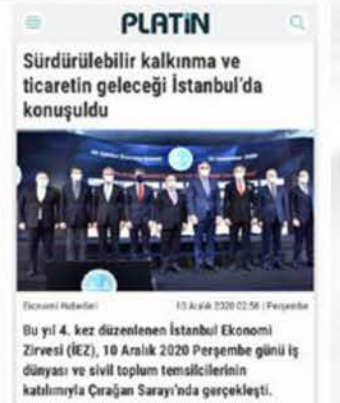 PLATİN
Sürdürülebilir kalkınma ve
ticaretin geleceği İstanbul'da
konuşuldu
Ekonomi Haberleri
10 Aralık 2020 02:56 | Perşembe
Bu yıl 4. kez düzenlenen İstanbul Ekonomi
Zirvesi (İEZ), 10 Aralık 2020 Perşembe günü iş
dünyası ve sivil toplum temsilcilerinin
katılımıyla Çırağan Sarayı'nda gerçekleşti.